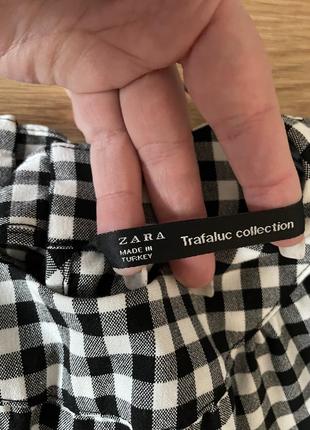 ZARA
MADE IN
TURKEY
Trafaluc collection